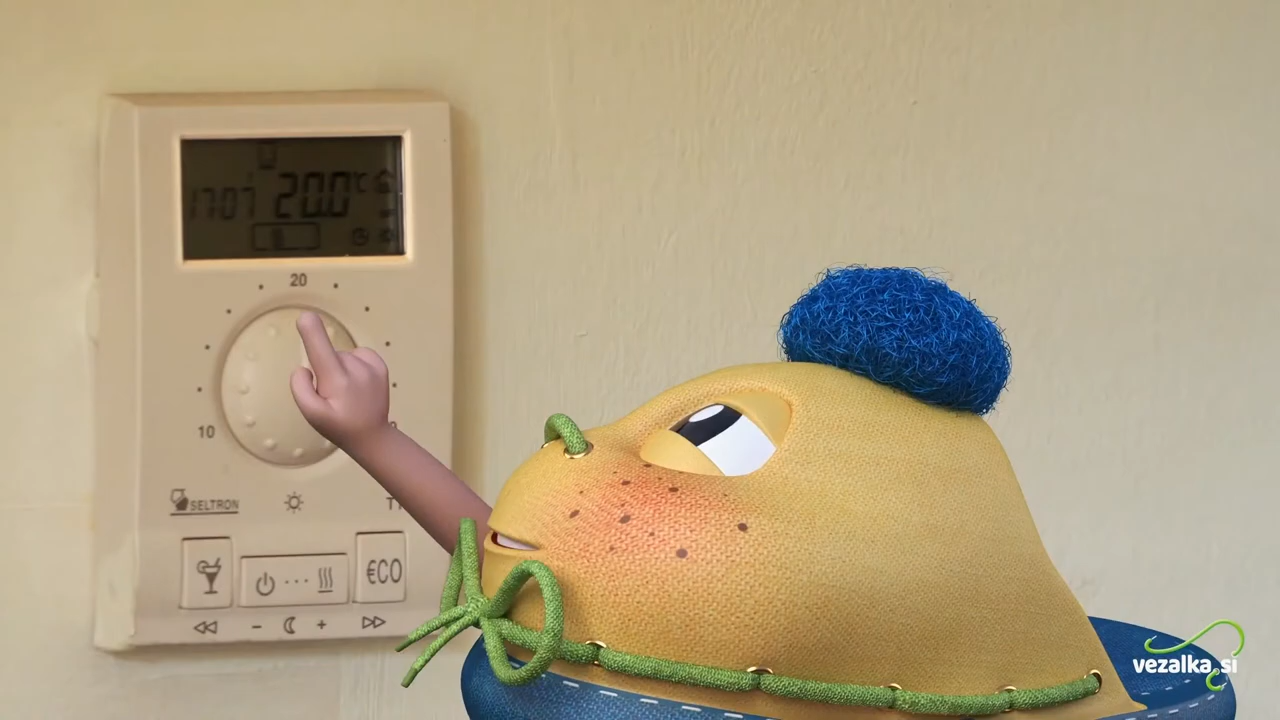 17:07 20.0°C
20
10
SELTRON
€CO
- +
vezalka.si